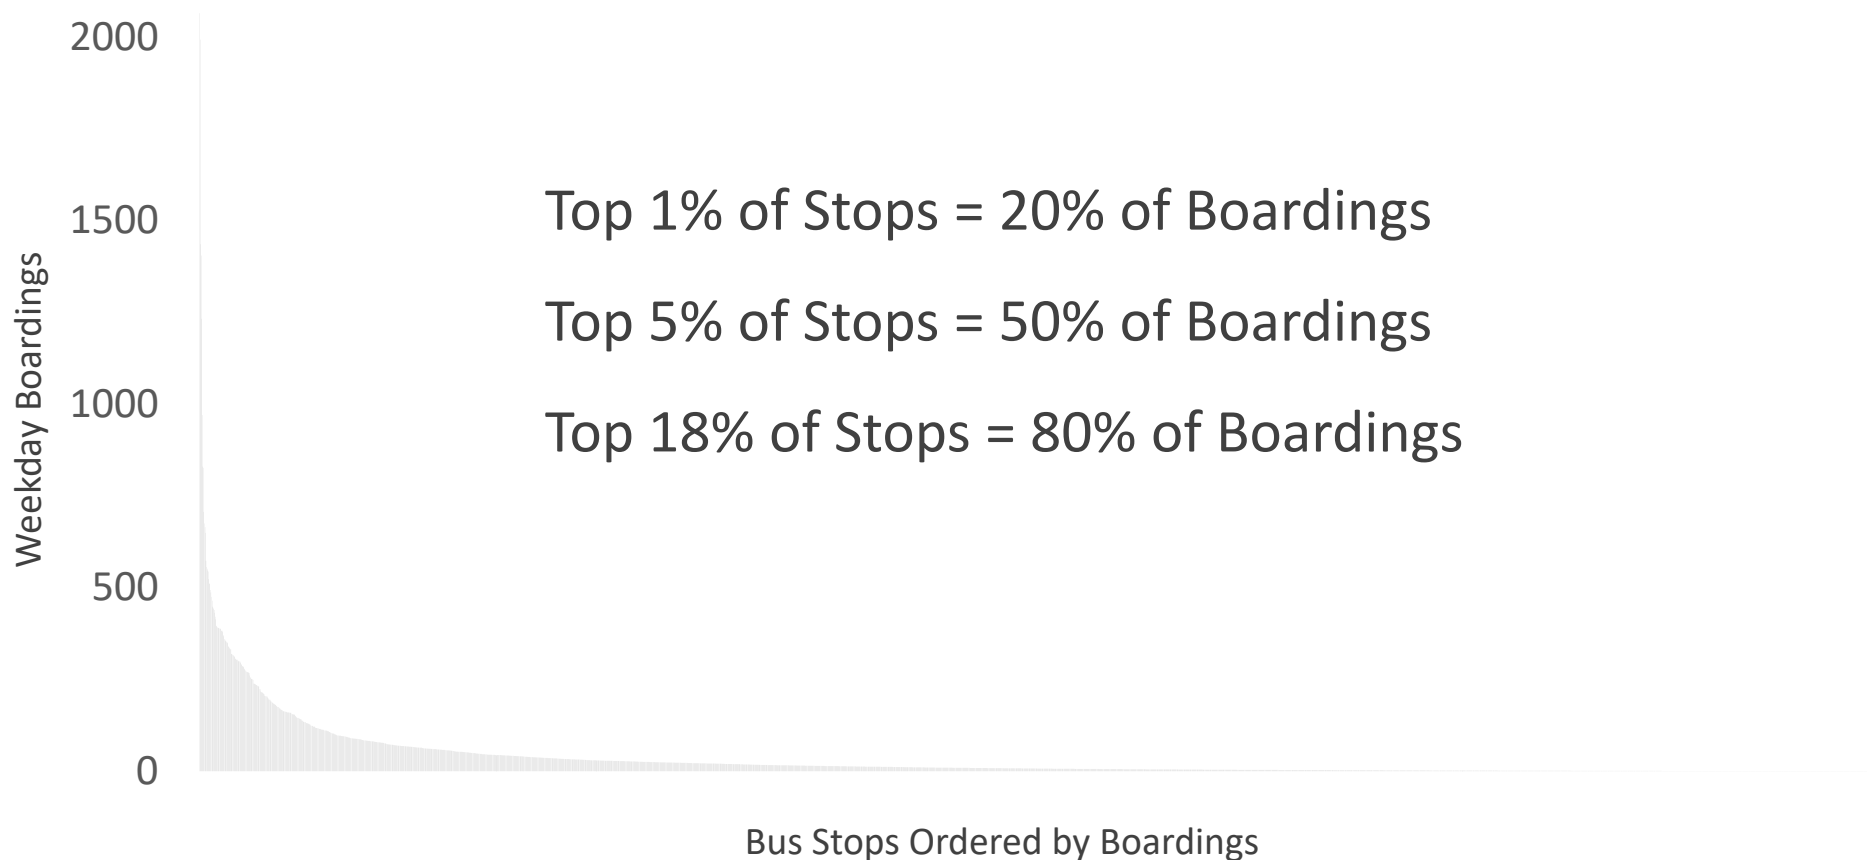 2000
1500
1000
500
0
Weekday Boardings
Top 1% of Stops = 20% of Boardings
Top 5% of Stops = 50% of Boardings
Top 18% of Stops = 80% of Boardings
Bus Stops Ordered by Boardings